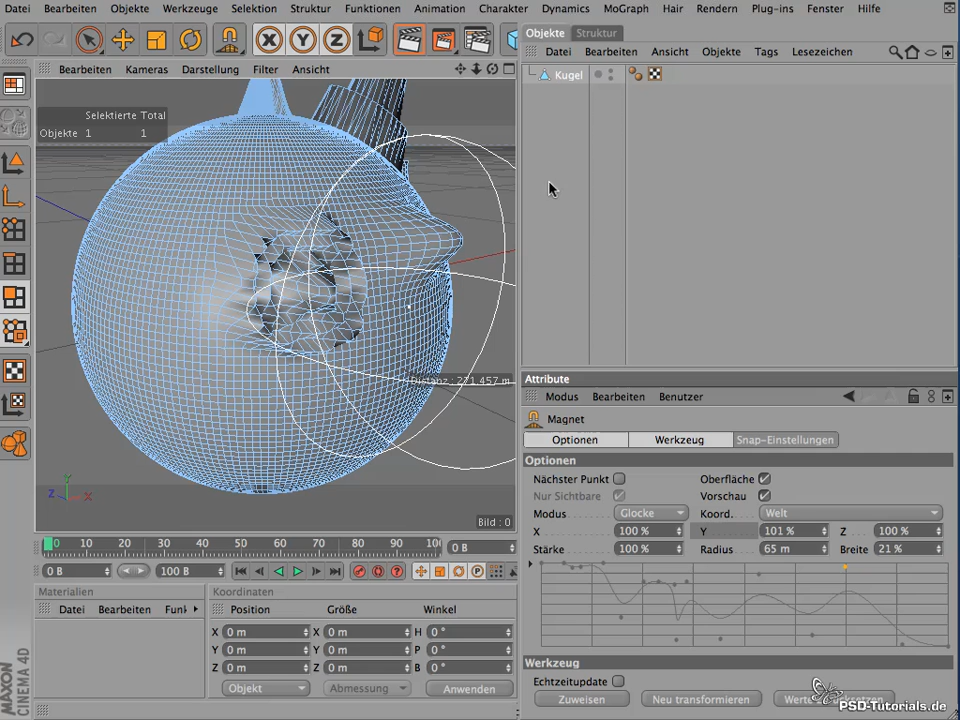 Datei Bearbeiten Objekte Werkzeuge Selektion Struktur Funktionen Animation Charakter Dynamics MoGraph Hair Rendern Plug-ins Fenster Hilfe
Objekte Struktur
Datei Bearbeiten Ansicht Objekte Tags Lesezeichen
Bearbeiten Kameras Darstellung Filter Ansicht
Kugel
Selektierte Total
Objekte 1 1
Distanz : 271.457 m
Bild : 0
Attribute
Modus Bearbeiten Benutzer
Magnet
Optionen Werkzeug Snap-Einstellungen
Optionen
Nächster Punkt Oberfläche
Nur Sichtbare Vorschau
Modus Glocke Koord. Welt
X 100 % Y 101 % Z 100 %
Stärke 100 % Radius 65 m Breite 21 %
0 10 20 30 40 50 60 70 80 90 10 0 B
0 B 100 B
Materialien
Datei Bearbeiten Funk
Koordinaten
Position Größe Winkel
X 0 m X 0 m H 0 °
Y 0 m Y 0 m P 0 °
Z 0 m Z 0 m B 0 °
Objekt Abmessung Anwenden
Werkzeug
Echtzeitupdate
Zuweisen Neu transformieren
MAXON CINEMA 4D
PSD-Tutorials.de